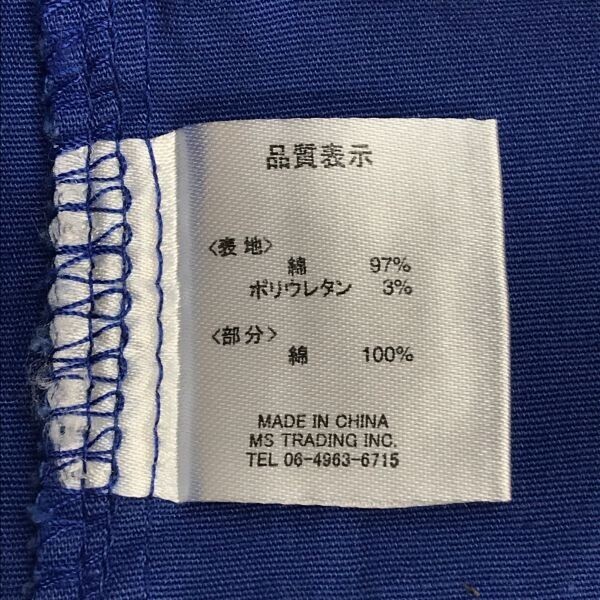 品質表示
<表 地>
綿 97%
ポリウレタン 3%
<部分>
綿 100%
MADE IN CHINA
MS TRADING INC.
TEL 06-4963-6715